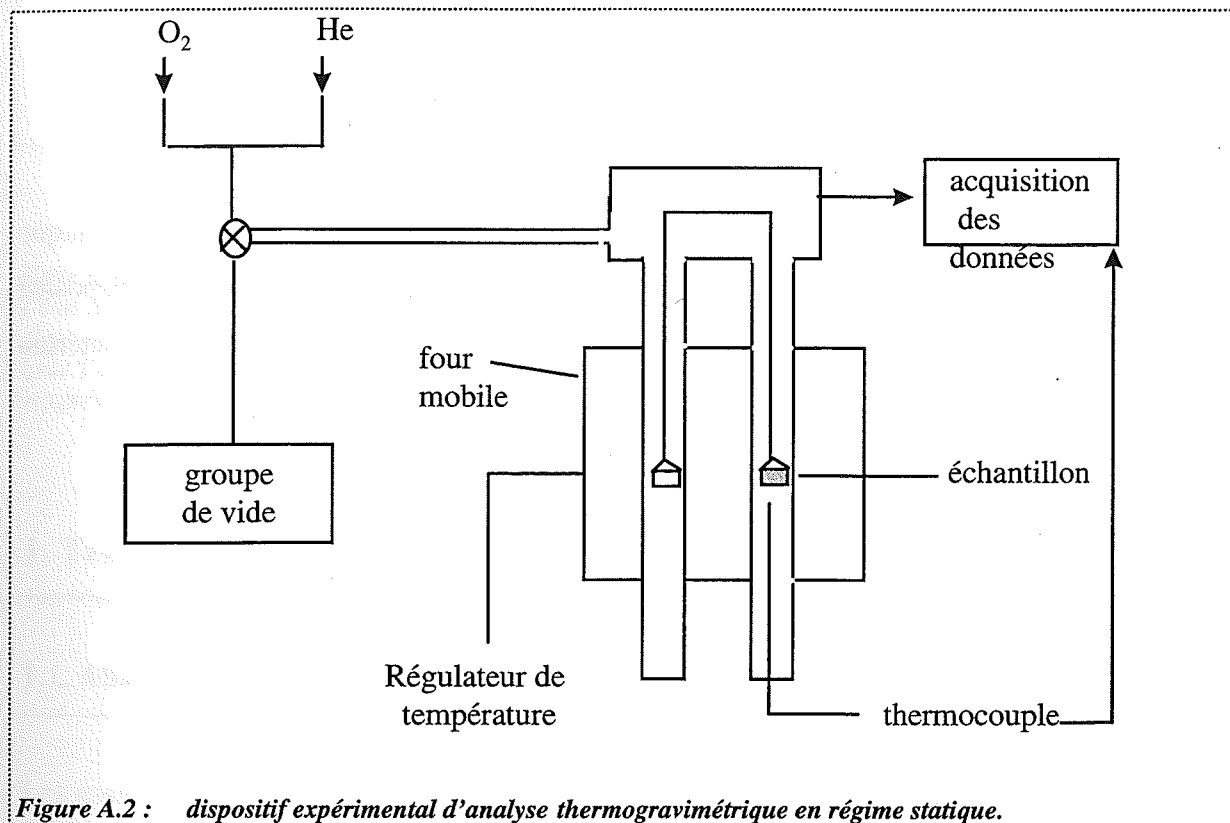 O₂
He
acquisition
des
données
four
mobile
groupe
de vide
échantillon
Régulateur de
température
thermocouple
Figure A.2 : dispositif expérimental d'analyse thermogravimétrique en régime statique.